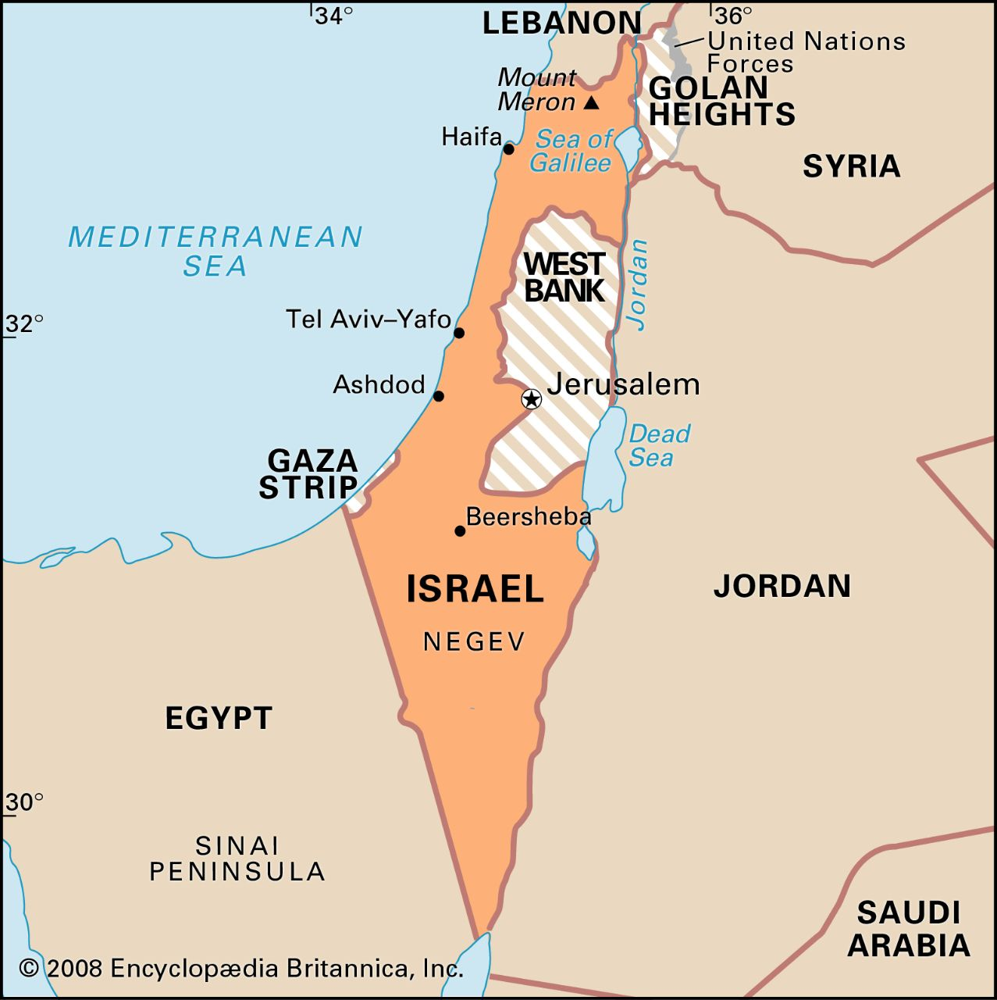 34°
36°
LEBANON
United Nations
Forces
Mount
Meron
GOLAN
HEIGHTS
Haifa
Sea of
Galilee
SYRIA
MEDITERRANEAN
SEA
WEST
BANK
Jordan
32°
Tel Aviv–Yafo
Ashdod
Jerusalem
Dead
Sea
GAZA
STRIP
Beersheba
ISRAEL
JORDAN
NEGEV
EGYPT
30°
SINAI
PENINSULA
SAUDI
ARABIA
© 2008 Encyclopædia Britannica, Inc.